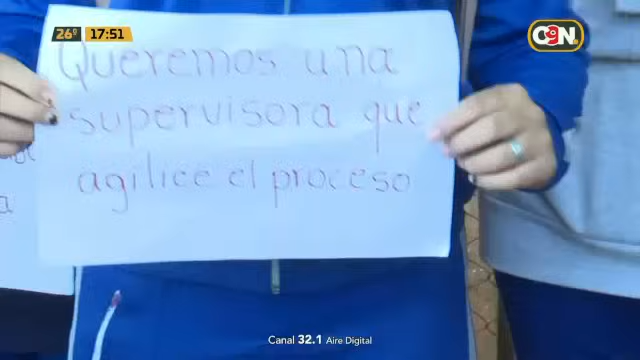 26º 17:51
C9N
Queremos una
supervisora que
agilice el proceso
a
Canal 32.1 Aire Digital